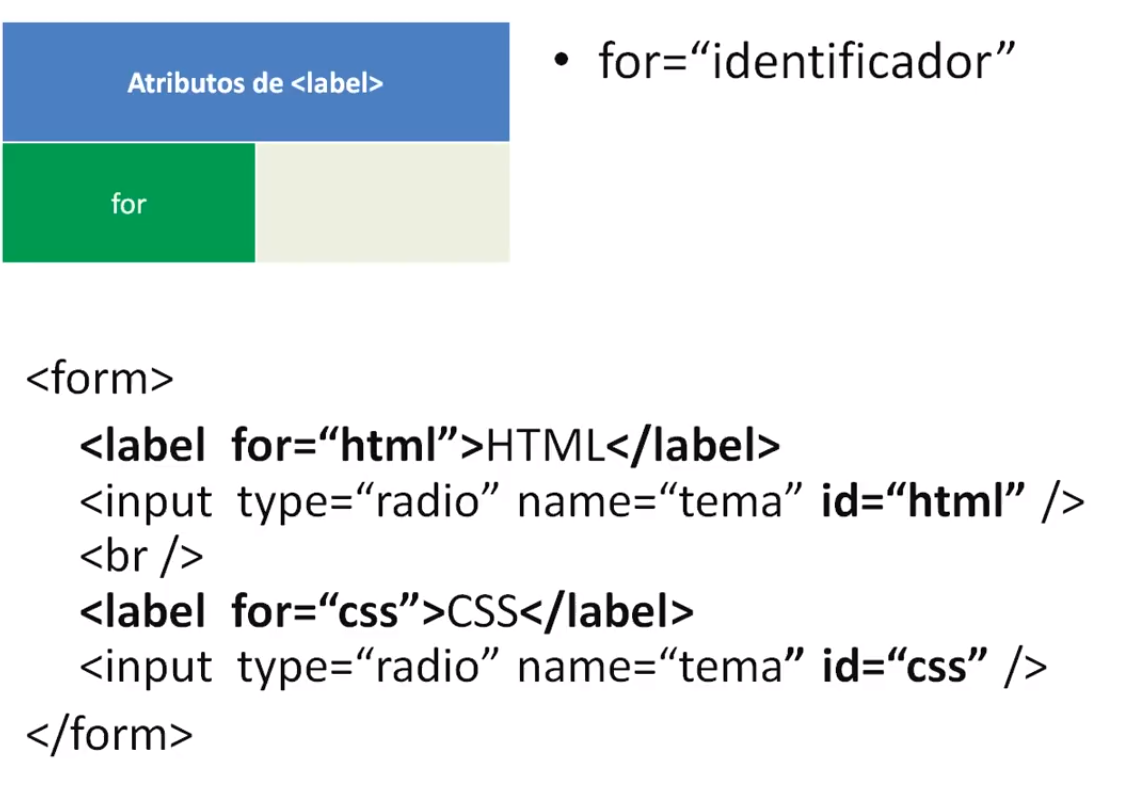 Atributos de <label>
for
• for=“identificador”
<form>
<label for=“html”>HTML</label>
<input type=“radio” name=“tema” id=“html” />
<br />
<label for=“css”>CSS</label>
<input type=“radio” name=“tema” id=“css” />
</form>